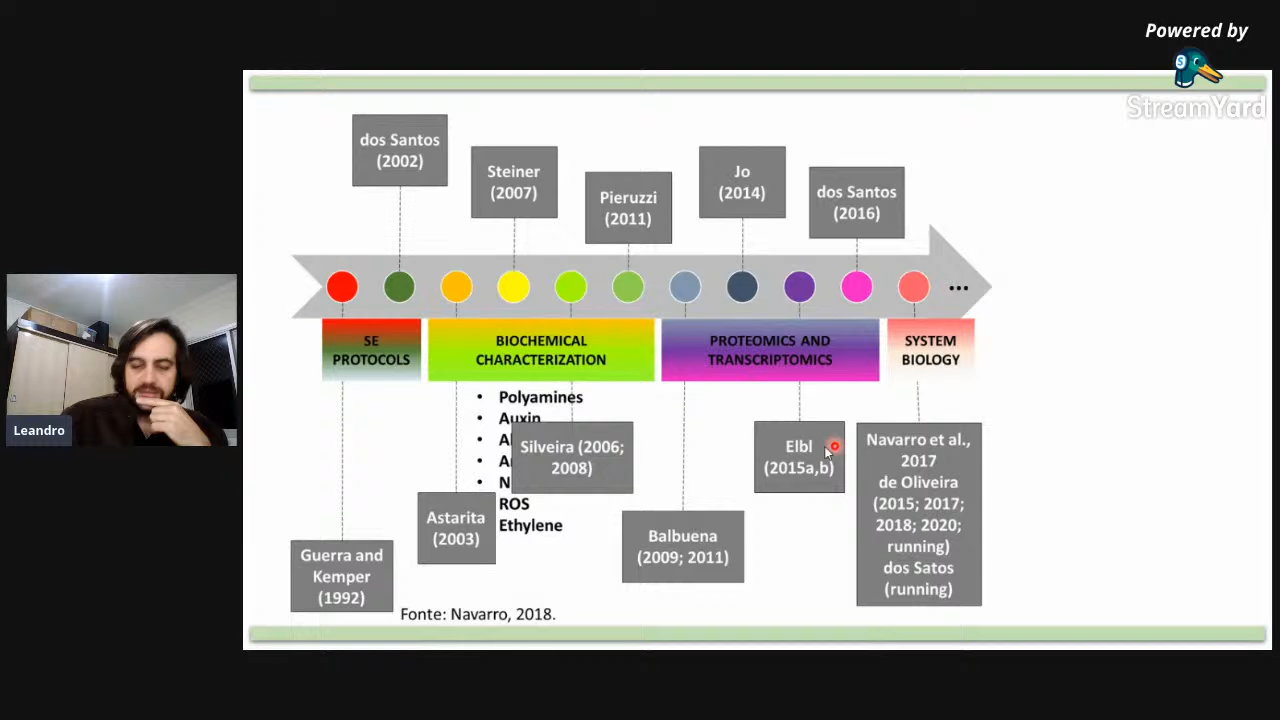 Powered by
StreamYard
dos Santos
(2002)
Steiner
(2007)
Pieruzzi
(2011)
Jo
(2014)
dos Santos
(2016)
...
SE
PROTOCOLS
BIOCHEMICAL
CHARACTERIZATION
PROTEOMICS AND
TRANSCRIPTOMICS
SYSTEM
BIOLOGY
• Polyamines
• Auxin
ROS
Ethylene
Silveira (2006;
2008)
Elbl
(2015a,b)
Navarro et al.,
2017
de Oliveira
(2015; 2017;
2018; 2020;
running)
dos Satos
(running)
Astarita
(2003)
Balbuena
(2009; 2011)
Guerra and
Kemper
(1992)
Fonte: Navarro, 2018.
Leandro